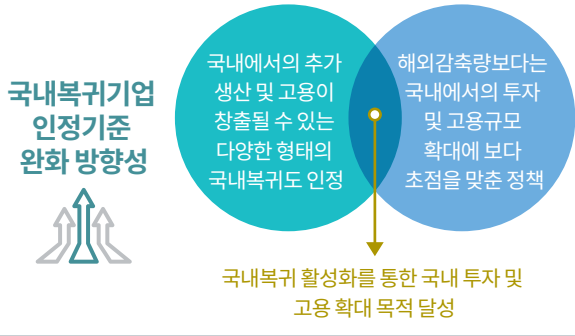 국내복귀기업
인정기준
완화 방향성
국내에서의 추가
생산 및 고용이
창출될 수 있는
다양한 형태의
국내복귀도 인정
해외감축량보다는
국내에서의 투자
및 고용규모
확대에 보다
초점을 맞춘 정책
국내복귀 활성화를 통한 국내 투자 및
고용 확대 목적 달성